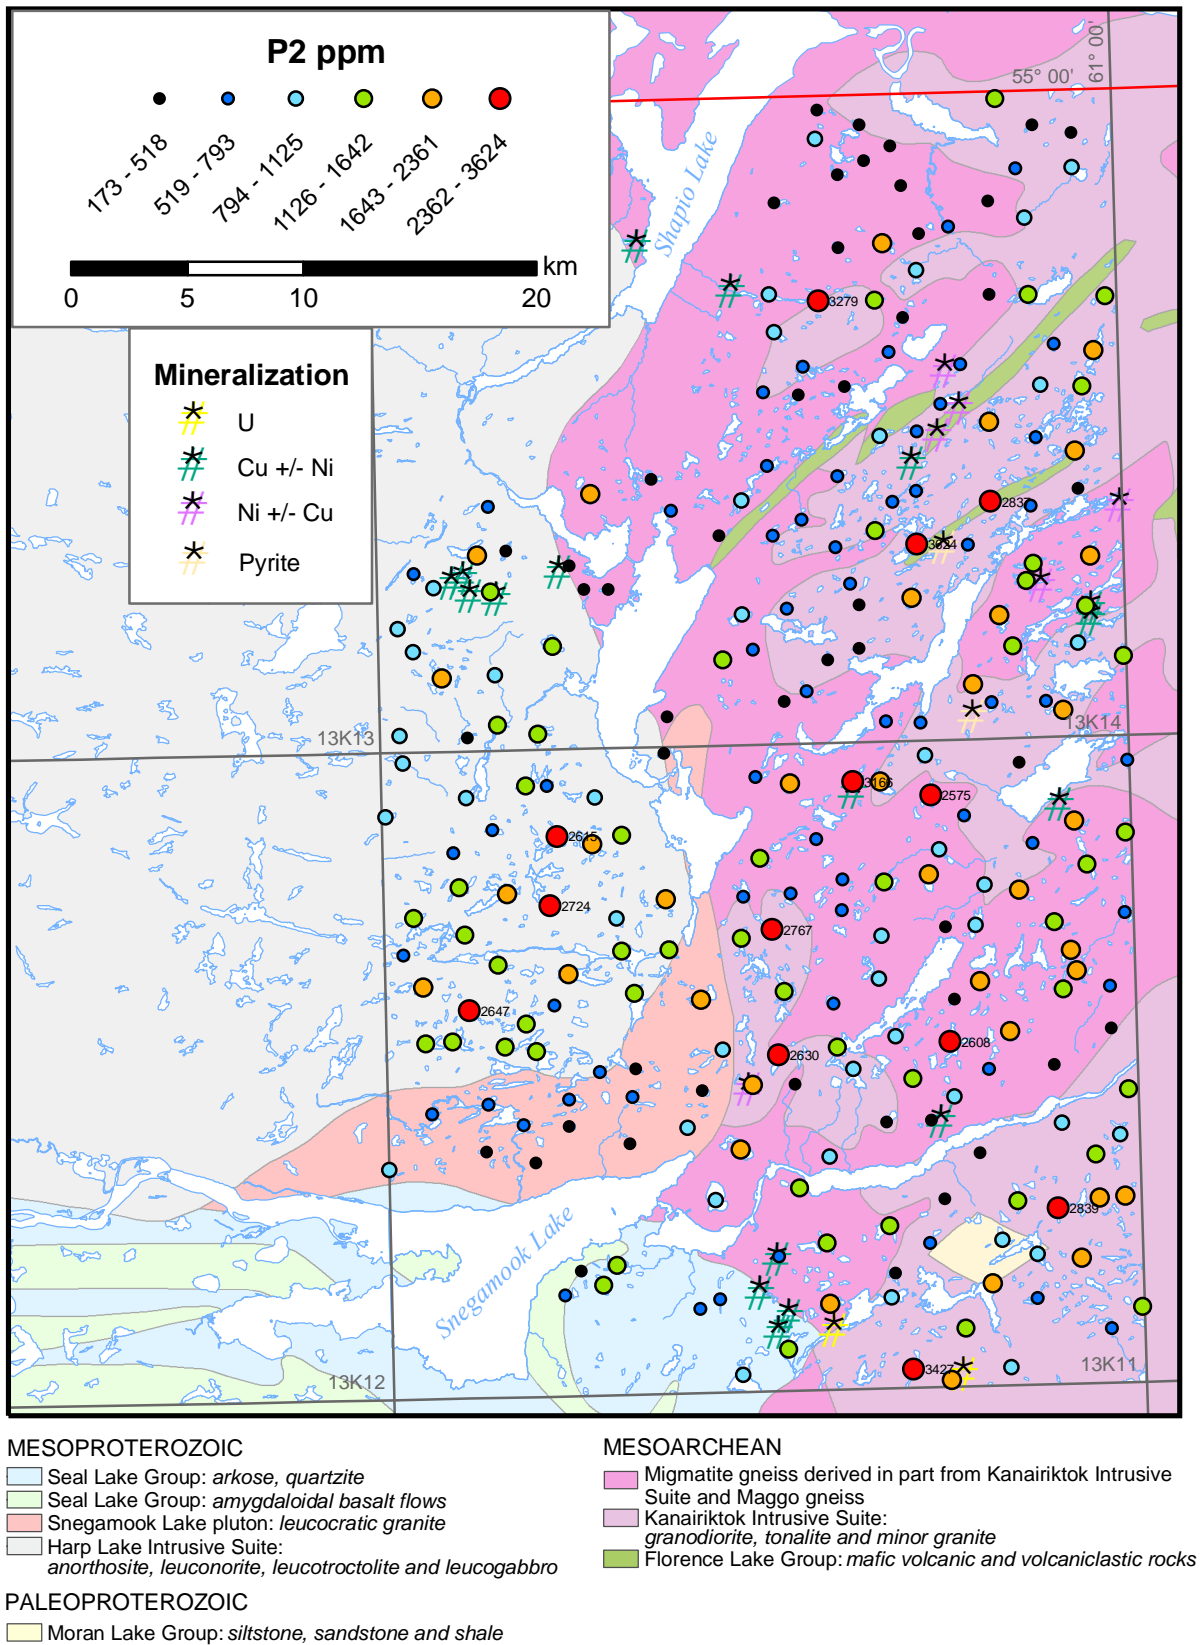 P2 ppm
173 - 518
519 - 793
794 - 1125
1126 - 1642
1643 - 2361
2362 - 3624
km
0 5 10 20
Mineralization
U
Cu +/- Ni
Ni +/- Cu
Pyrite
55° 00'
61° 00'
Shapio Lake
3279
2837
3624
13K13
13K14
3166
2575
2615
2724
2767
2647
2630
2608
2839
Snegamook Lake
3427
13K12
13K11
MESOPROTEROZOIC
Seal Lake Group: arkose, quartzite
Seal Lake Group: amygdaloidal basalt flows
Snegamook Lake pluton: leucocratic granite
Harp Lake Intrusive Suite:
anorthosite, leuconorite, leucotroctolite and leucogabbro
PALEOPROTEROZOIC
Moran Lake Group: siltstone, sandstone and shale
MESOARCHEAN
Migmatite gneiss derived in part from Kanairiktok Intrusive
Suite and Maggo gneiss
Kanairiktok Intrusive Suite:
granodiorite, tonalite and minor granite
Florence Lake Group: mafic volcanic and volcaniclastic rocks